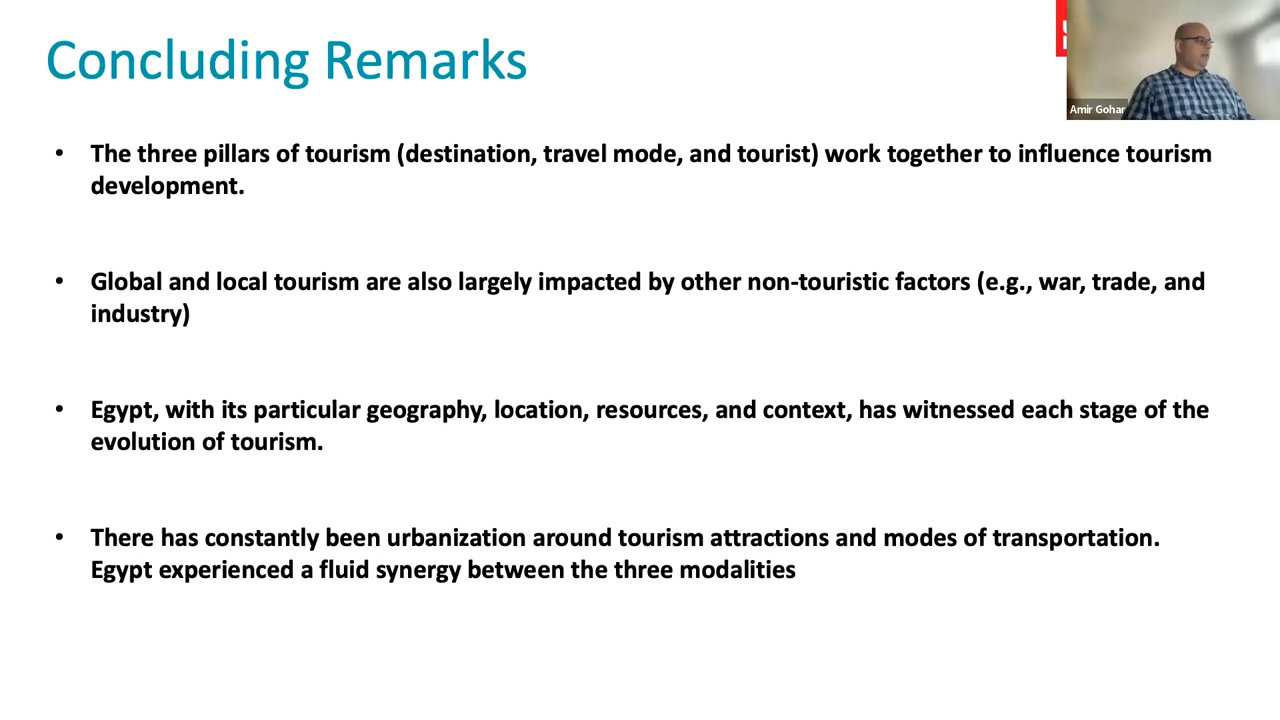 Concluding Remarks
Amir Gohar
• The three pillars of tourism (destination, travel mode, and tourist) work together to influence tourism
development.
• Global and local tourism are also largely impacted by other non-touristic factors (e.g., war, trade, and
industry)
• Egypt, with its particular geography, location, resources, and context, has witnessed each stage of the
evolution of tourism.
• There has constantly been urbanization around tourism attractions and modes of transportation.
Egypt experienced a fluid synergy between the three modalities